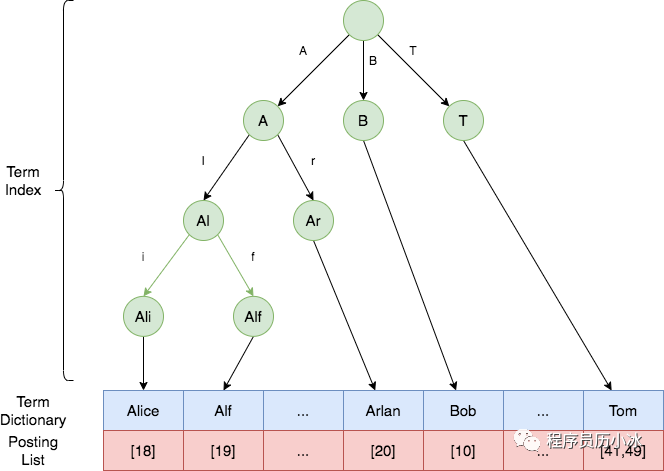 A
B
T
A
B
T
l
r
Al
Ar
i
f
Ali
Alf
Term
Index
Term
Dictionary
Alice
Alf
...
Arlan
Bob
...
Tom
Posting
List
[18]
[19]
...
[20]
[10]
...
[41,49]
程序员历小冰